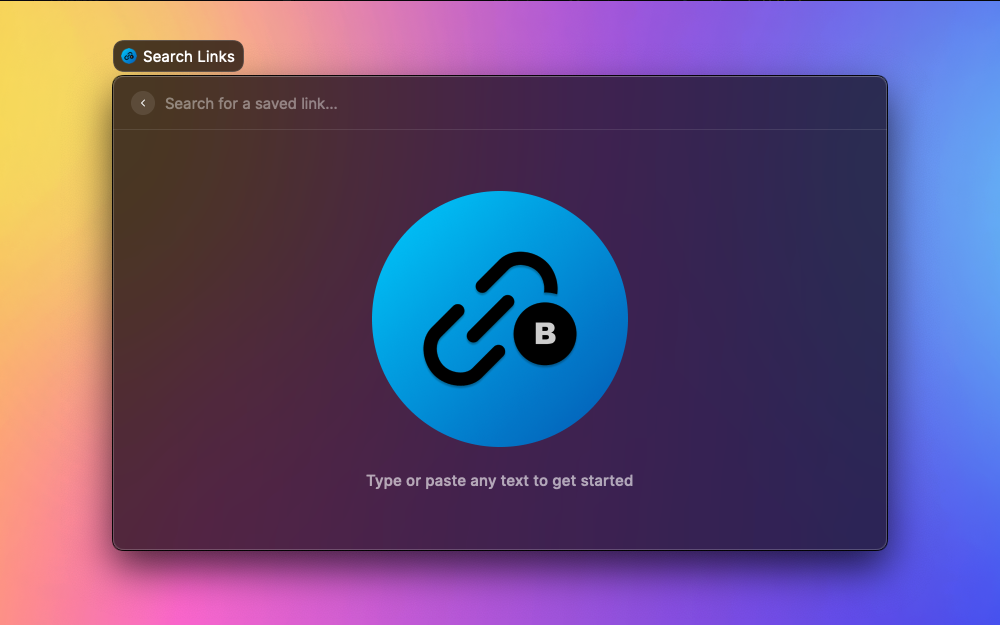 Search Links
Search for a saved link...
B
Type or paste any text to get started